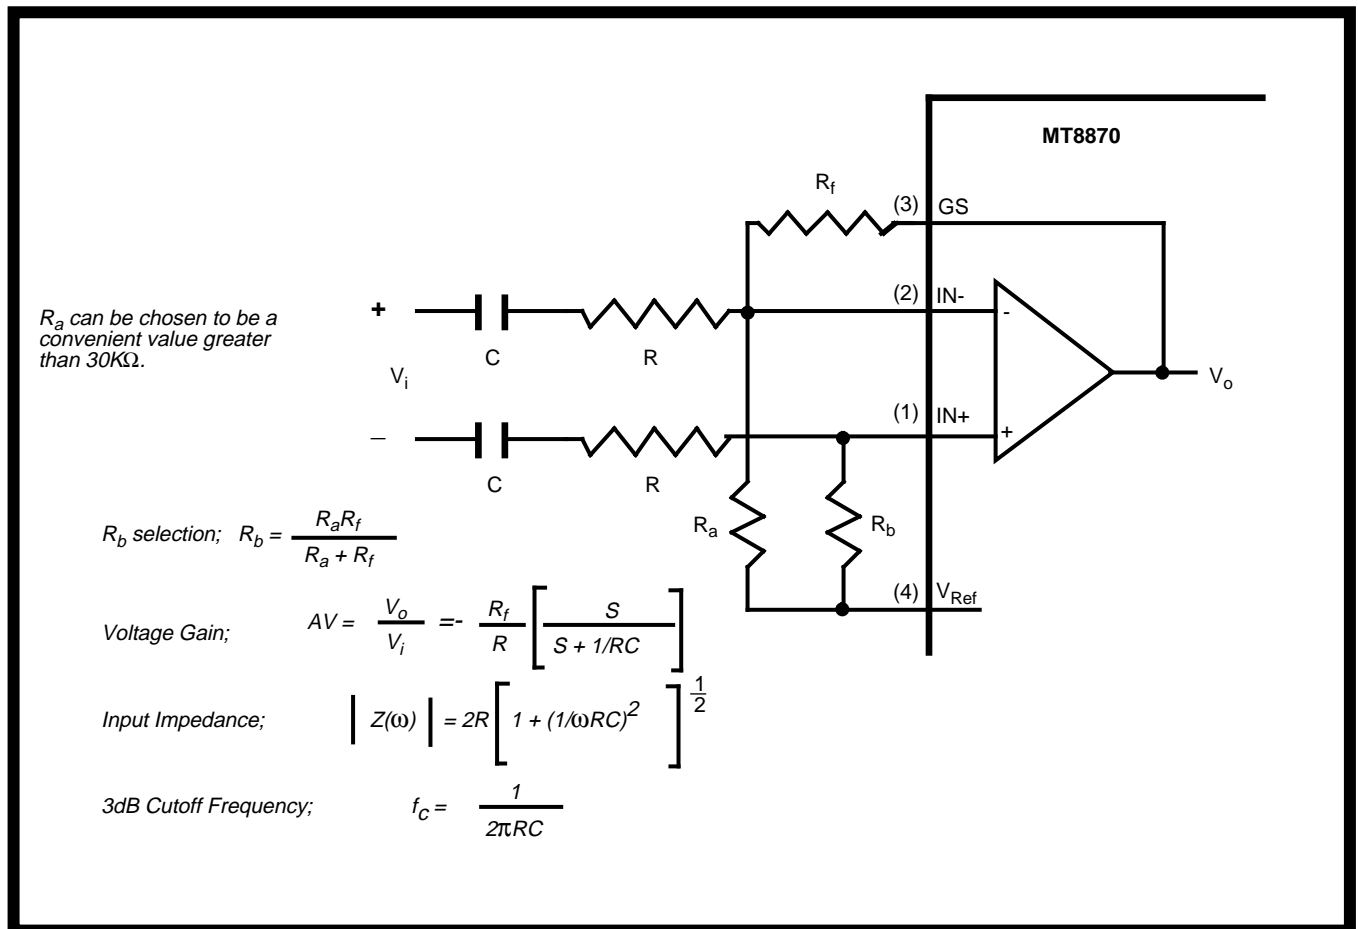 MT8870
Rf
(3) GS
(2) IN-
-
Ra can be chosen to be a
convenient value greater
than 30KΩ.
+
C
R
Vi
Vo
(1) IN+
+
–
C
R
Ra
Rb
Rb selection; Rb = RaRf / Ra + Rf
(4) VRef
Voltage Gain; AV = Vo / Vi =- Rf / R [ S / S + 1/RC ]
Input Impedance; | Z(ω) | = 2R [ 1 + (1/ωRC)2 ] 1/2
3dB Cutoff Frequency; fc = 1 / 2πRC